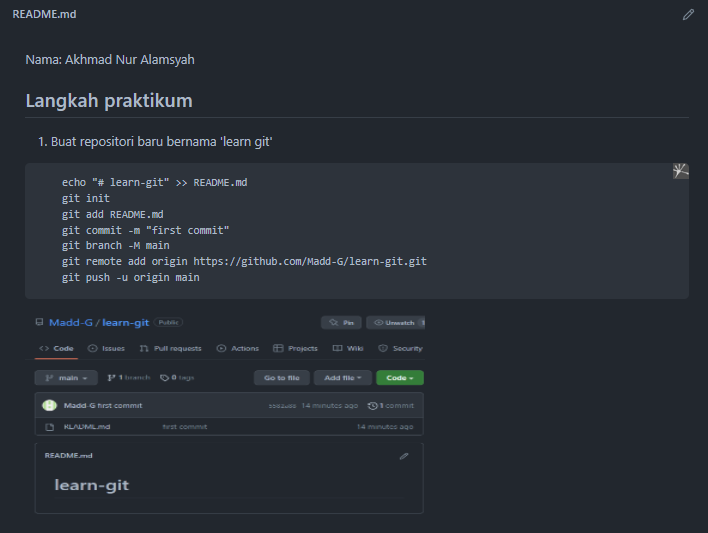 README.md
Nama: Akhmad Nur Alamsyah
Langkah praktikum
1. Buat repositori baru bernama 'learn git'
echo "# learn-git" >> README.md
git init
git add README.md
git commit -m "first commit"
git branch -M main
git remote add origin https://github.com/Madd-G/learn-git.git
git push -u origin main
Madd-G / learn-git Public Pin Unwatch 1
<> Code Issues Pull requests Actions Projects Wiki Security
main 1 branch 0 tags Go to file Add file Code
Madd-G first commit 14 minutes ago 1 commit
README.md first commit 14 minutes ago
README.md
learn-git